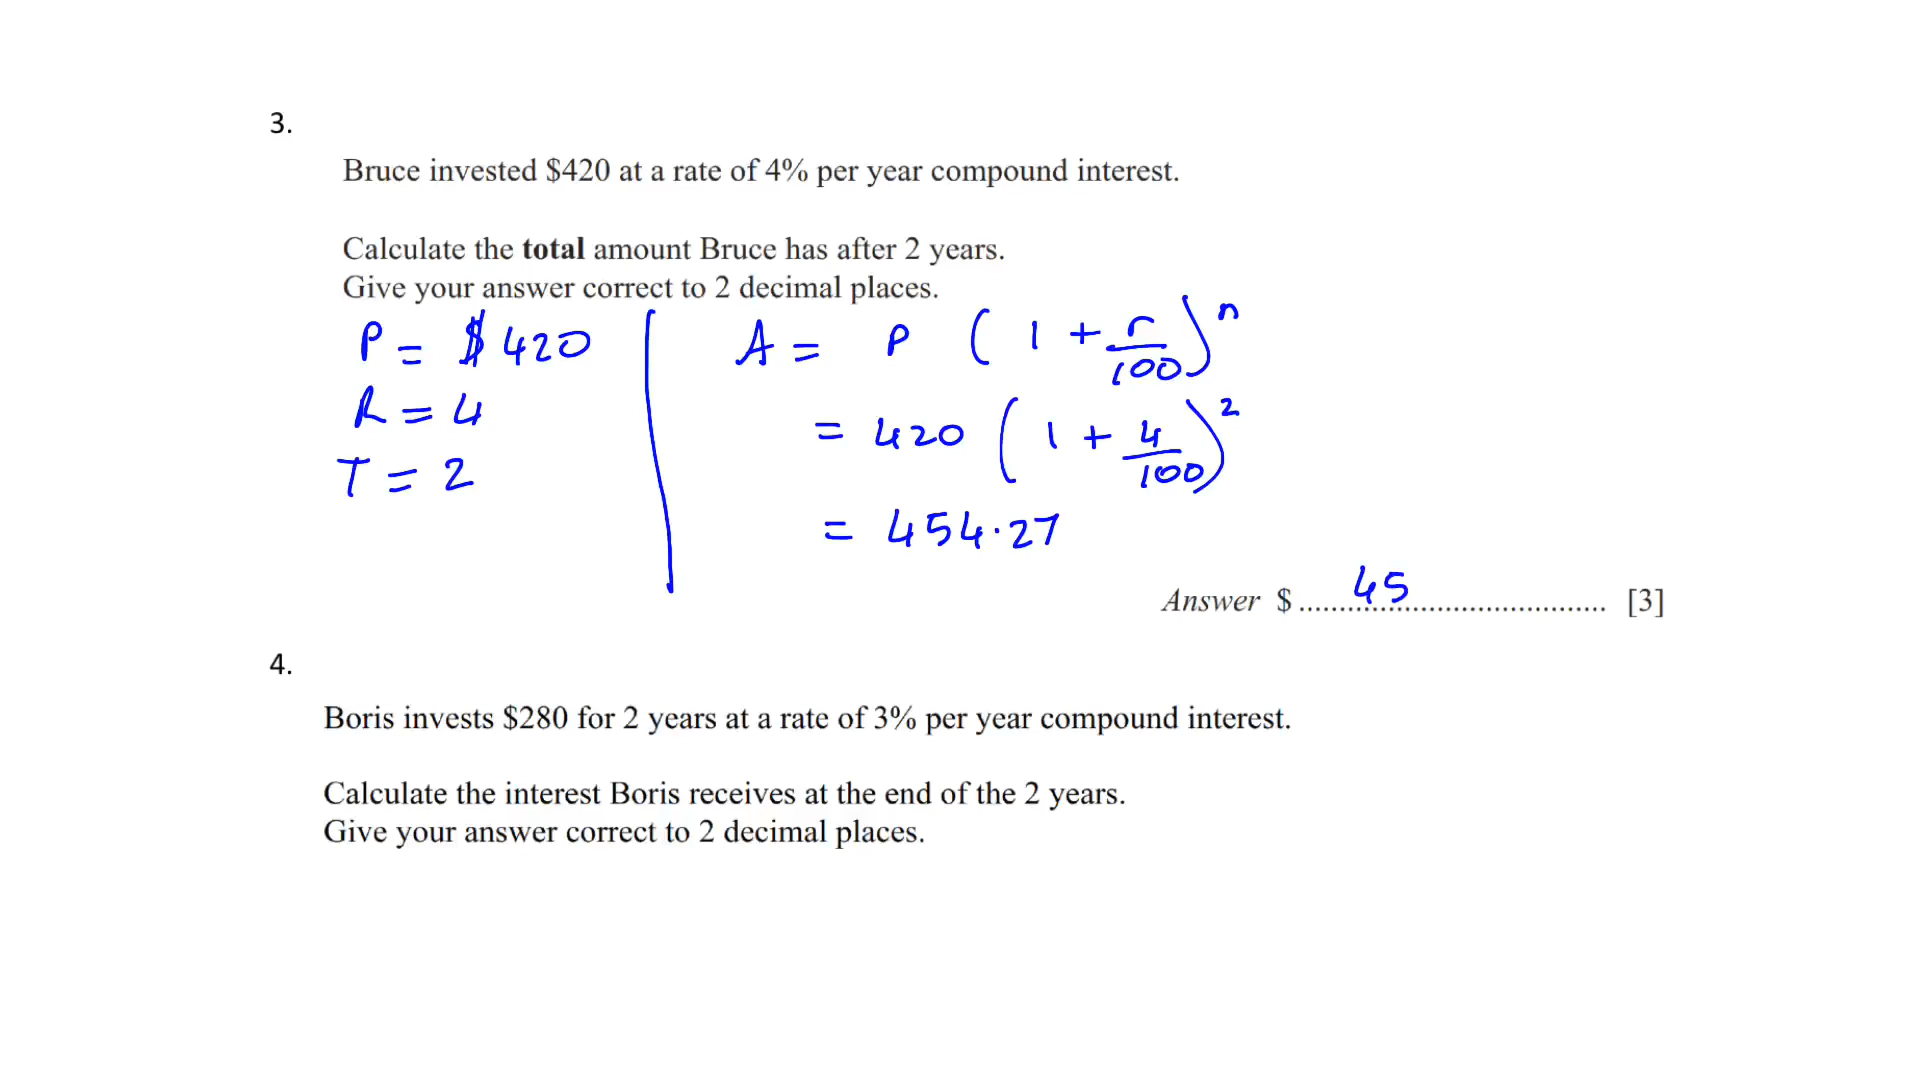 3.
Bruce invested $420 at a rate of 4% per year compound interest.
Calculate the total amount Bruce has after 2 years.
Give your answer correct to 2 decimal places.
P = $420
R = 4
T = 2
A = P ( 1 + r/100 )^n
= 420 ( 1 + 4/100 )^2
= 454.27
Answer $ 45 ...................................... [3]
4.
Boris invests $280 for 2 years at a rate of 3% per year compound interest.
Calculate the interest Boris receives at the end of the 2 years.
Give your answer correct to 2 decimal places.